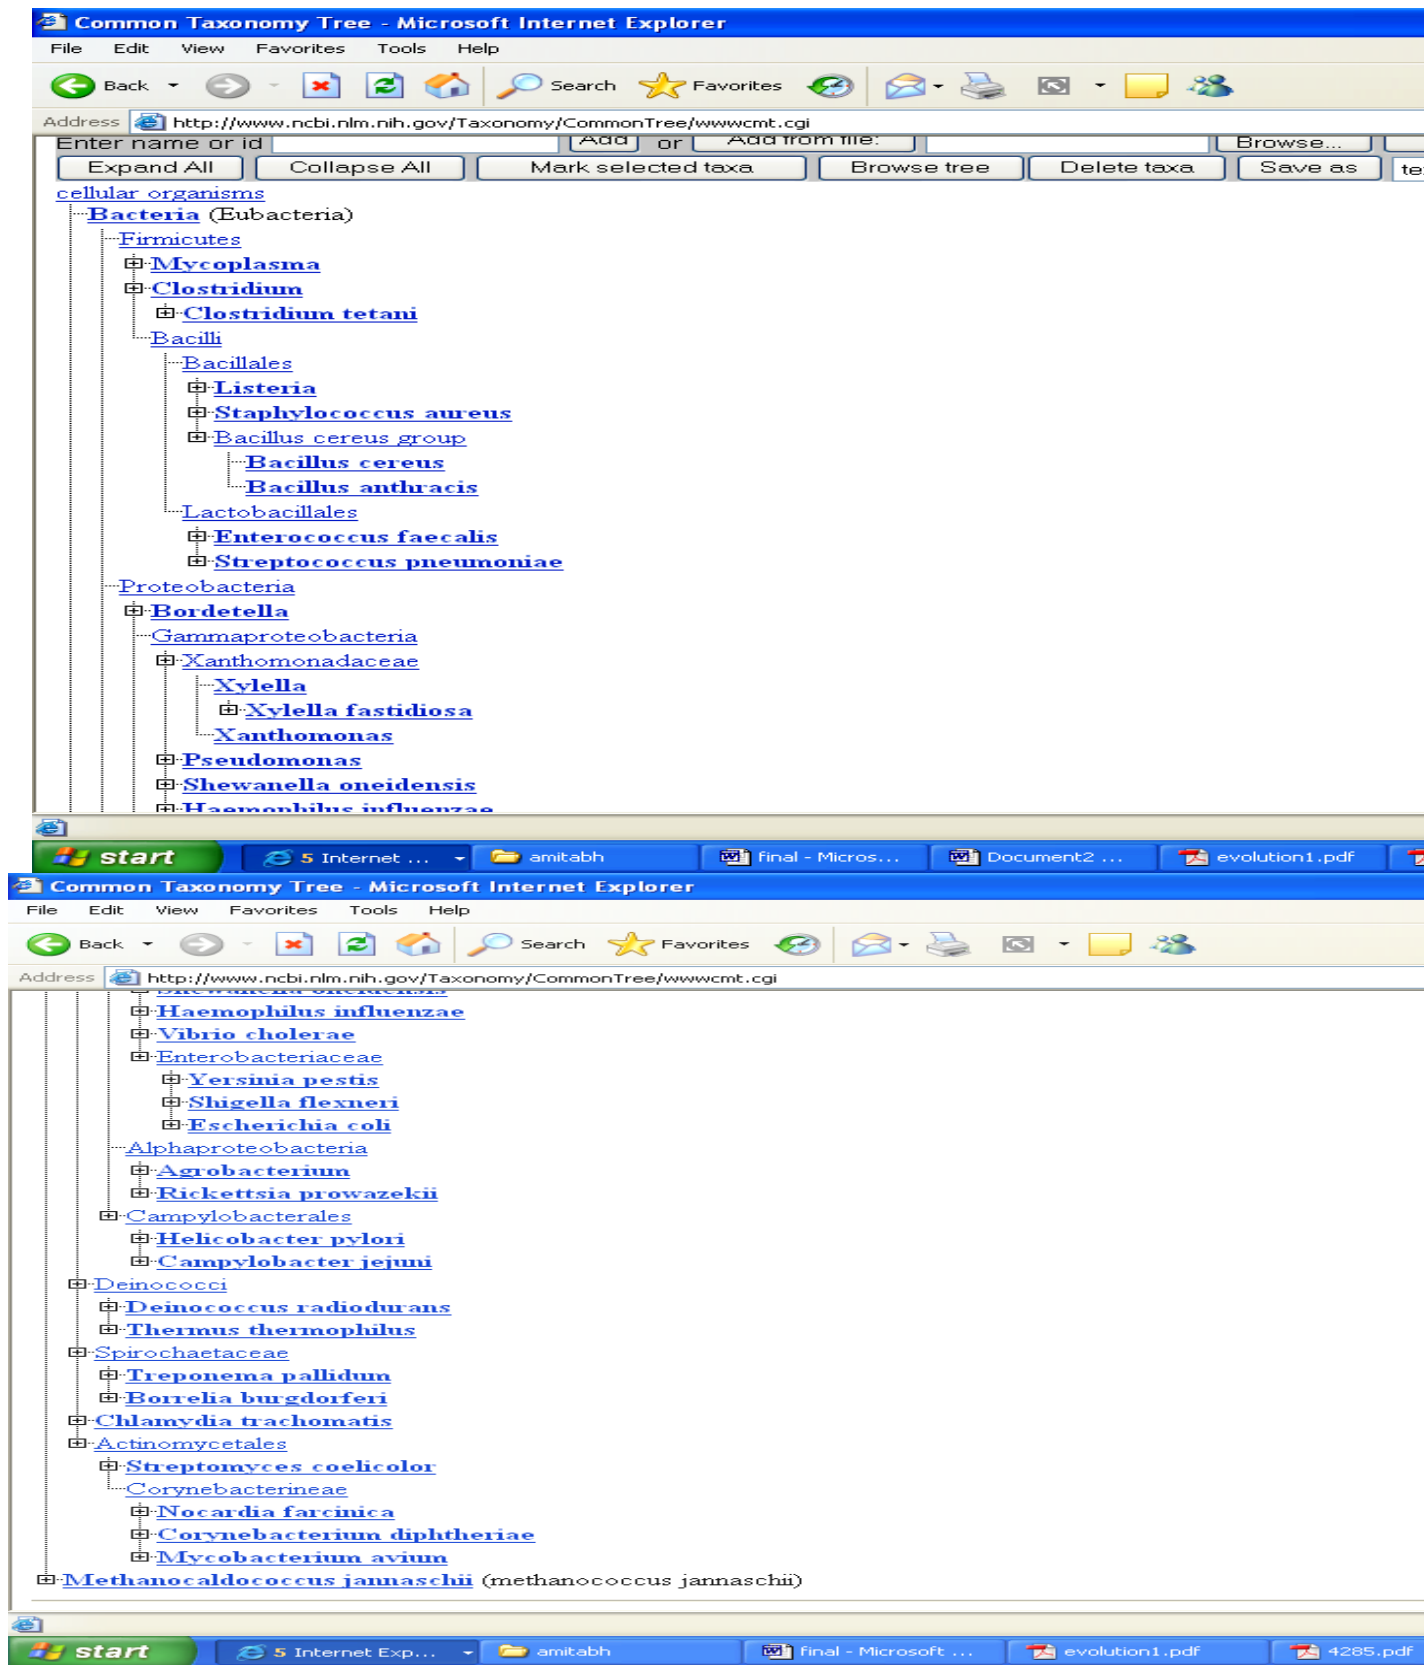 Common Taxonomy Tree - Microsoft Internet Explorer
File Edit View Favorites Tools Help
Back Search Favorites
Address http://www.ncbi.nlm.nih.gov/Taxonomy/CommonTree/wwwcmt.cgi
Enter name or id Add or Add from file: Browse...
Expand All Collapse All Mark selected taxa Browse tree Delete taxa Save as
cellular organisms
Bacteria (Eubacteria)
Firmicutes
Mycoplasma
Clostridium
Clostridium tetani
Bacilli
Bacillales
Listeria
Staphylococcus aureus
Bacillus cereus group
Bacillus cereus
Bacillus anthracis
Lactobacillales
Enterococcus faecalis
Streptococcus pneumoniae
Proteobacteria
Bordetella
Gammaproteobacteria
Xanthomonadaceae
Xylella
Xylella fastidiosa
Xanthomonas
Pseudomonas
Shewanella oneidensis
Haemophilus influenzae
start 5 Internet ... amitabh final - Micros... Document2 ... evolution1.pdf
Common Taxonomy Tree - Microsoft Internet Explorer
File Edit View Favorites Tools Help
Back Search Favorites
Address http://www.ncbi.nlm.nih.gov/Taxonomy/CommonTree/wwwcmt.cgi
Shewanella oneidensis
Haemophilus influenzae
Vibrio cholerae
Enterobacteriaceae
Yersinia pestis
Shigella flexneri
Escherichia coli
Alphaproteobacteria
Agrobacterium
Rickettsia prowazekii
Campylobacterales
Helicobacter pylori
Campylobacter jejuni
Deinococci
Deinococcus radiodurans
Thermus thermophilus
Spirochaetaceae
Treponema pallidum
Borrelia burgdorferi
Chlamydia trachomatis
Actinomycetales
Streptomyces coelicolor
Corynebacterineae
Nocardia farcinica
Corynebacterium diphtheriae
Mycobacterium avium
Methanocaldococcus jannaschii (methanococcus jannaschii)
start 5 Internet Exp... amitabh final - Microsoft ... evolution1.pdf 4285.pdf